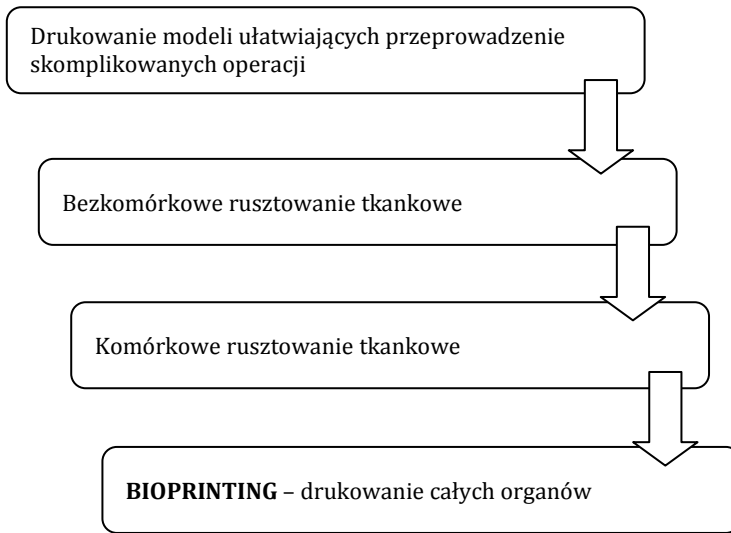 Drukowanie modeli ułatwiających przeprowadzenie
skomplikowanych operacji
Bezkomórkowe rusztowanie tkankowe
Komórkowe rusztowanie tkankowe
BIOPRINTING – drukowanie całych organów